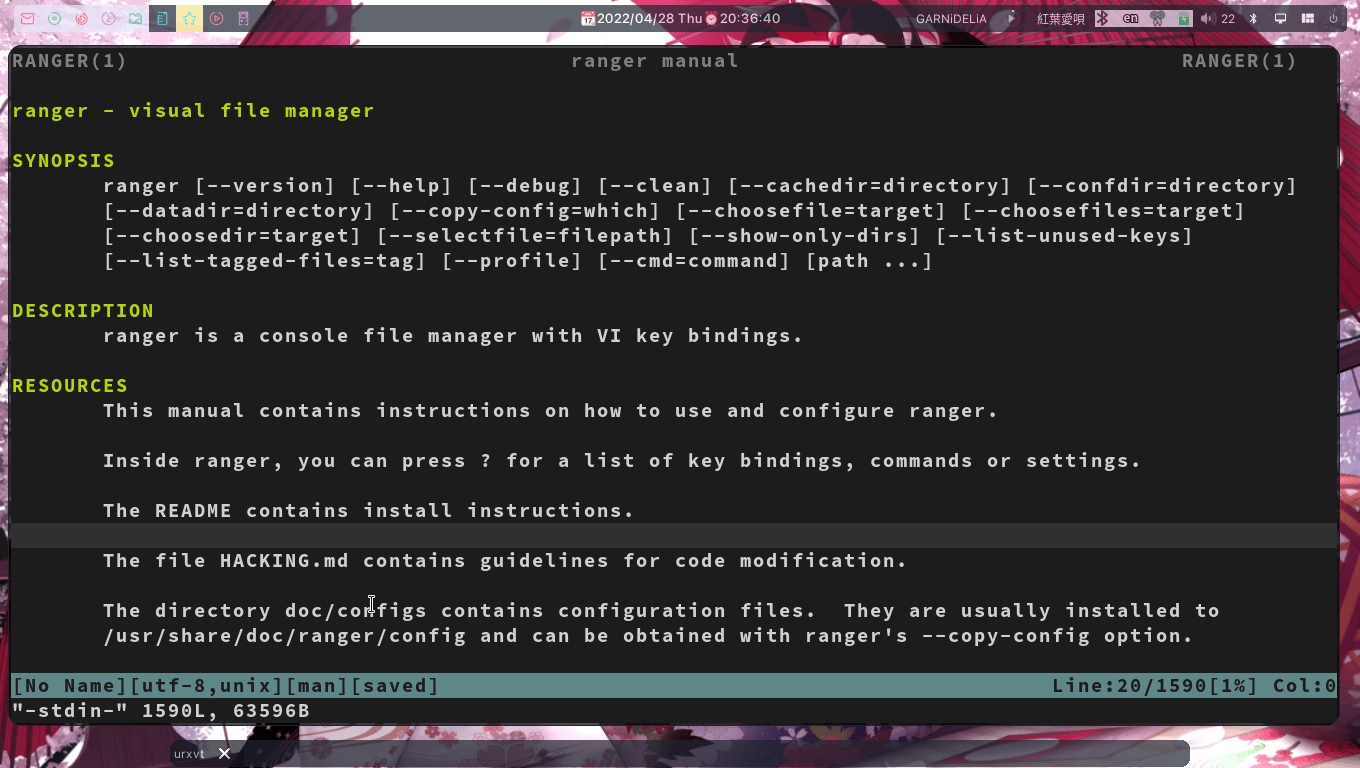 📅2022/04/28 Thu⏰20:36:40
GARNiDELiA
紅葉愛唄
en
22
RANGER(1) ranger manual RANGER(1)
ranger - visual file manager
SYNOPSIS
ranger [--version] [--help] [--debug] [--clean] [--cachedir=directory] [--confdir=directory]
[--datadir=directory] [--copy-config=which] [--choosefile=target] [--choosefiles=target]
[--choosedir=target] [--selectfile=filepath] [--show-only-dirs] [--list-unused-keys]
[--list-tagged-files=tag] [--profile] [--cmd=command] [path ...]
DESCRIPTION
ranger is a console file manager with VI key bindings.
RESOURCES
This manual contains instructions on how to use and configure ranger.
Inside ranger, you can press ? for a list of key bindings, commands or settings.
The README contains install instructions.
The file HACKING.md contains guidelines for code modification.
The directory doc/configs contains configuration files.  They are usually installed to
/usr/share/doc/ranger/config and can be obtained with ranger's --copy-config option.
[No Name][utf-8,unix][man][saved] Line:20/1590[1%] Col:0
"-stdin-" 1590L, 63596B
urxvt